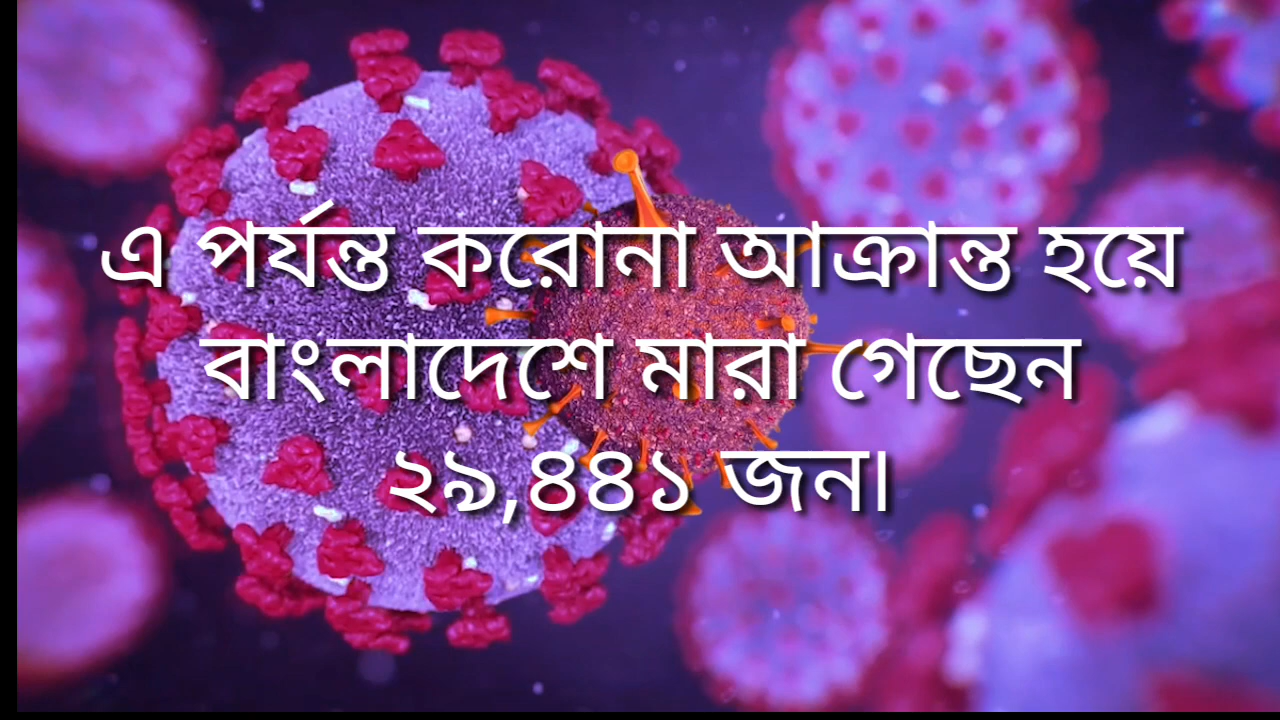 এ পর্যন্ত করোনা আক্রান্ত হয়ে
বাংলাদেশে মারা গেছেন
২৯,৪৪১ জন।